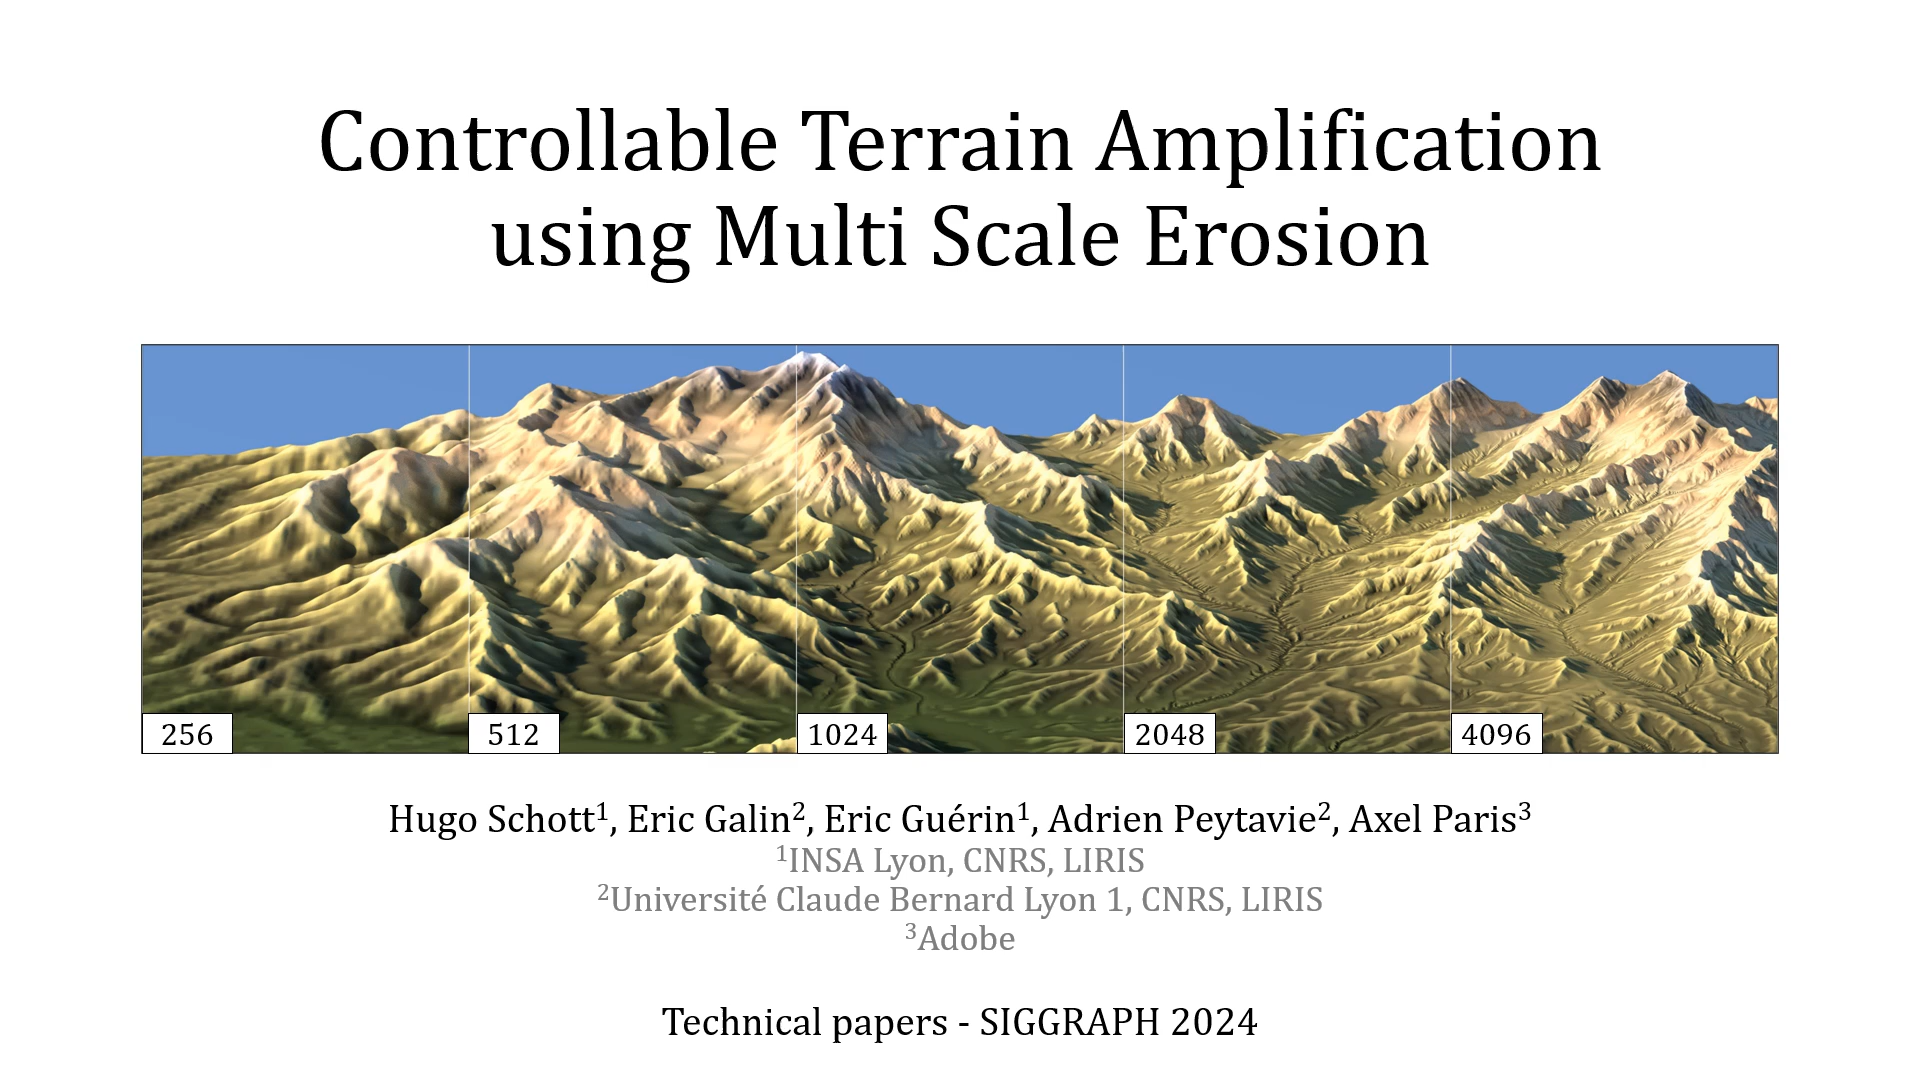 Controllable Terrain Amplification
using Multi Scale Erosion
256
512
1024
2048
4096
Hugo Schott¹, Eric Galin², Eric Guérin¹, Adrien Peytavie², Axel Paris³
¹INSA Lyon, CNRS, LIRIS
²Université Claude Bernard Lyon 1, CNRS, LIRIS
³Adobe
Technical papers - SIGGRAPH 2024